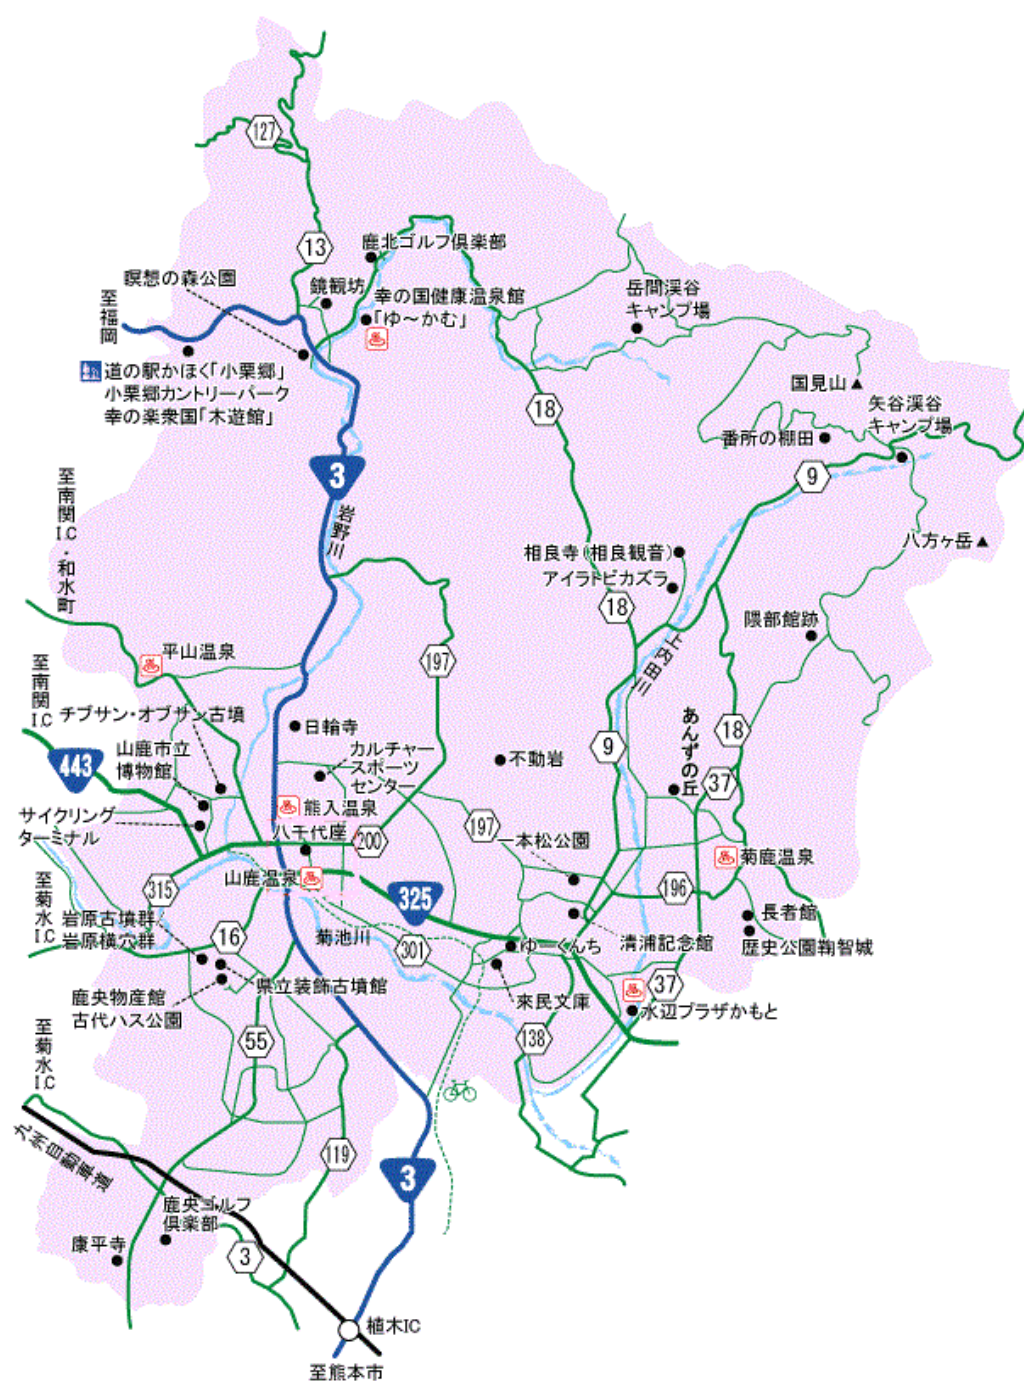 127
13
鹿北ゴルフ倶楽部
瞑想の森公園
鏡観坊
幸の国健康温泉館
「ゆ～かむ」
至福岡
岳間渓谷
キャンプ場
道の駅かほく「小栗郷」
小栗郷カントリーパーク
幸の楽衆国「木遊館」
国見山▲
矢谷渓谷
キャンプ場
18
番所の棚田
9
3
至南関I.C・和水町
岩野川
八方ヶ岳▲
相良寺(相良観音)
アイラトビカズラ
18
隈部館跡
上内田川
平山温泉
197
至南関I.C
チブサン・オブサン古墳
日輪寺
あんずの丘
18
443
山鹿市立
博物館
カルチャー
スポーツ
センター
不動岩
9
37
サイクリング
ターミナル
熊入温泉
八千代座
200
197
一本松公園
菊鹿温泉
至菊水I.C
315
山鹿温泉
325
196
長者館
岩原古墳群
岩原横穴群
16
菊池川
301
ゆーくんち
清浦記念館
歴史公園鞠智城
県立装飾古墳館
鹿央物産館
古代ハス公園
來民文庫
37
水辺プラザかもと
至菊水I.C
55
138
九州自動車道
119
3
鹿央ゴルフ
倶楽部
康平寺
3
植木IC
至熊本市